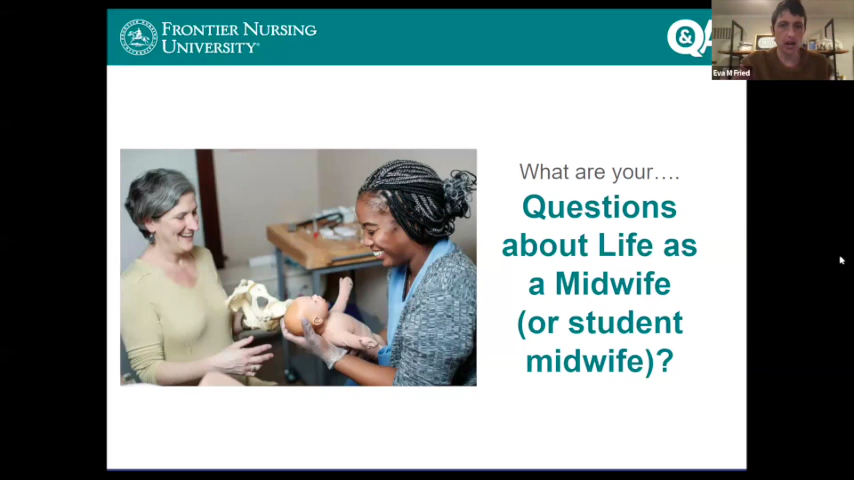 FRONTIER NURSING
UNIVERSITY®
Q&A
Eva M Fried
What are your….
Questions
about Life as
a Midwife
(or student
midwife)?